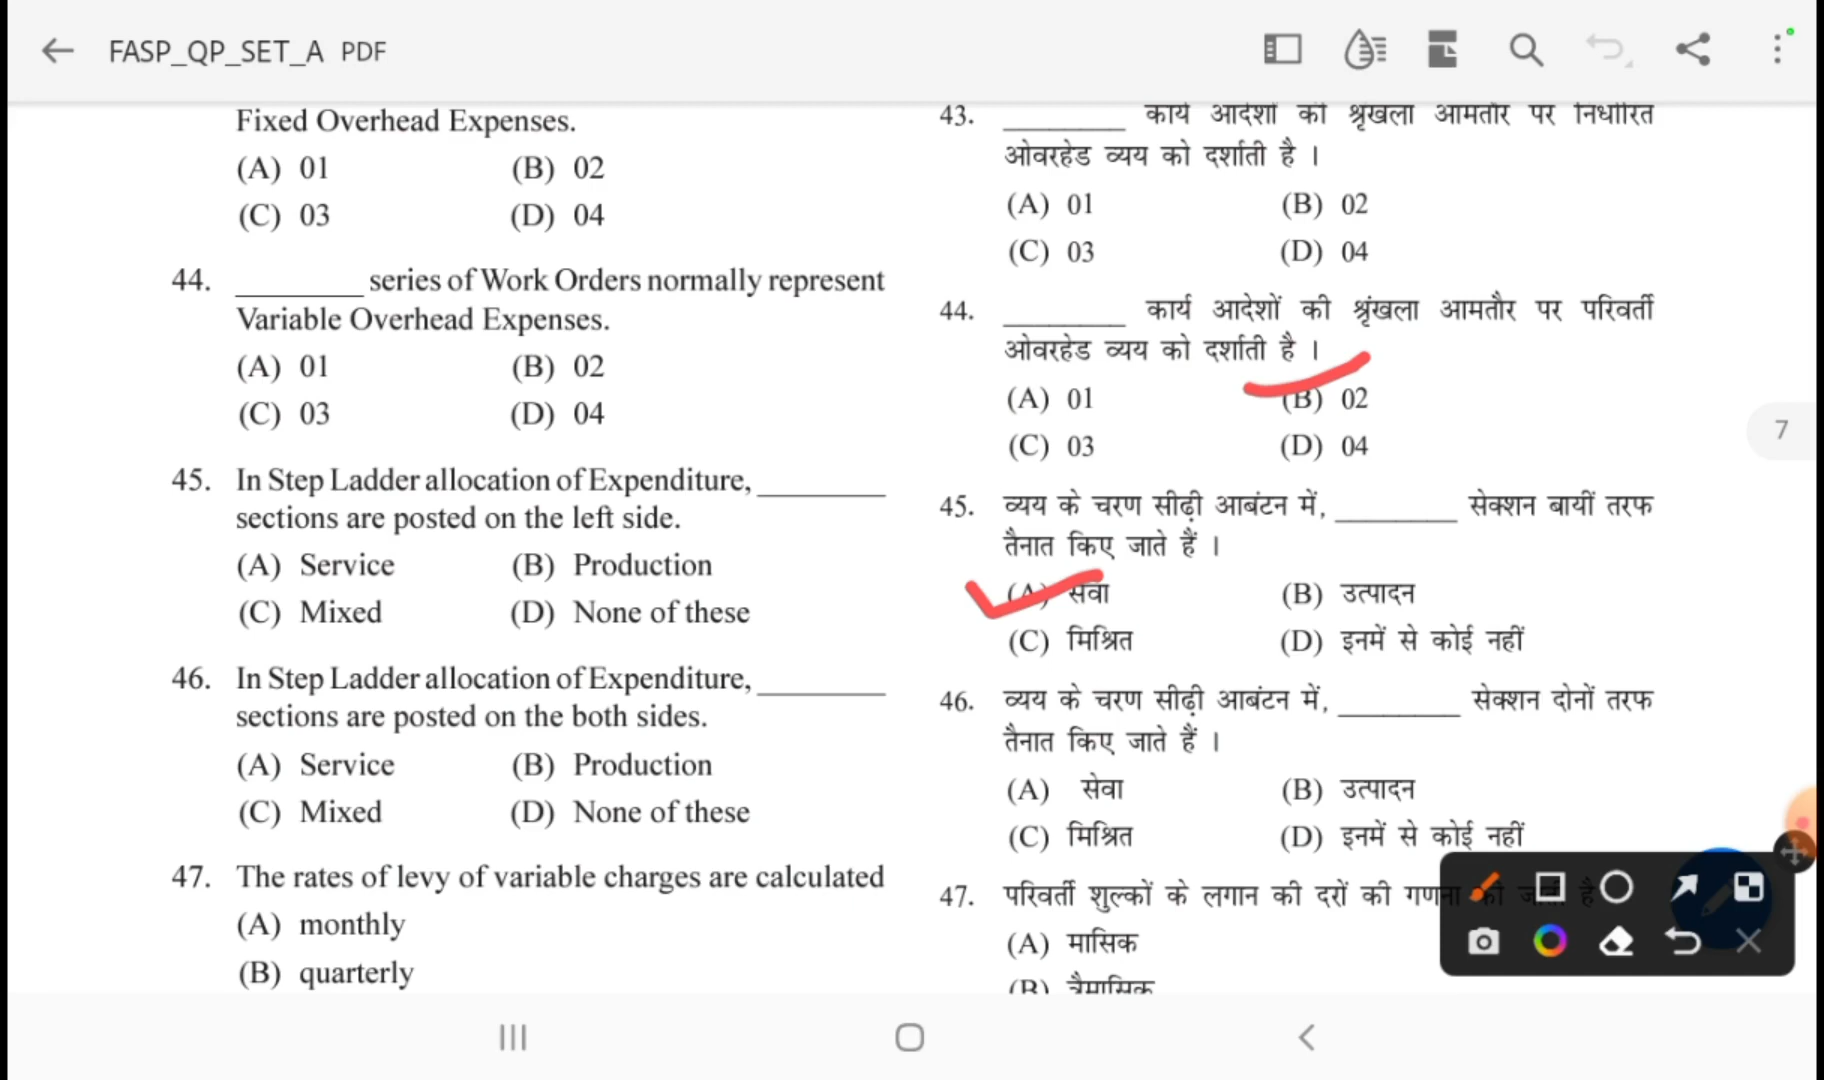 FASP_QP_SET_A PDF
Fixed Overhead Expenses.
(A) 01 (B) 02
(C) 03 (D) 04
44. ________ series of Work Orders normally represent
Variable Overhead Expenses.
(A) 01 (B) 02
(C) 03 (D) 04
45. In Step Ladder allocation of Expenditure, ________
sections are posted on the left side.
(A) Service (B) Production
(C) Mixed (D) None of these
46. In Step Ladder allocation of Expenditure, ________
sections are posted on the both sides.
(A) Service (B) Production
(C) Mixed (D) None of these
47. The rates of levy of variable charges are calculated
(A) monthly
(B) quarterly
43. ________ कार्य आदेशों की श्रृंखला आमतौर पर निर्धारित
ओवरहेड व्यय को दर्शाती है ।
(A) 01 (B) 02
(C) 03 (D) 04
44. ________ कार्य आदेशों की श्रृंखला आमतौर पर परिवर्ती
ओवरहेड व्यय को दर्शाती है ।
(A) 01 (B) 02
(C) 03 (D) 04
45. व्यय के चरण सीढ़ी आबंटन में, ________ सेक्शन बायीं तरफ
तैनात किए जाते हैं ।
(A) सेवा (B) उत्पादन
(C) मिश्रित (D) इनमें से कोई नहीं
46. व्यय के चरण सीढ़ी आबंटन में, ________ सेक्शन दोनों तरफ
तैनात किए जाते हैं ।
(A) सेवा (B) उत्पादन
(C) मिश्रित (D) इनमें से कोई नहीं
47. परिवर्ती शुल्कों के लगान की दरों की गणना की जाती है
(A) मासिक
(B) त्रैमासिक
7